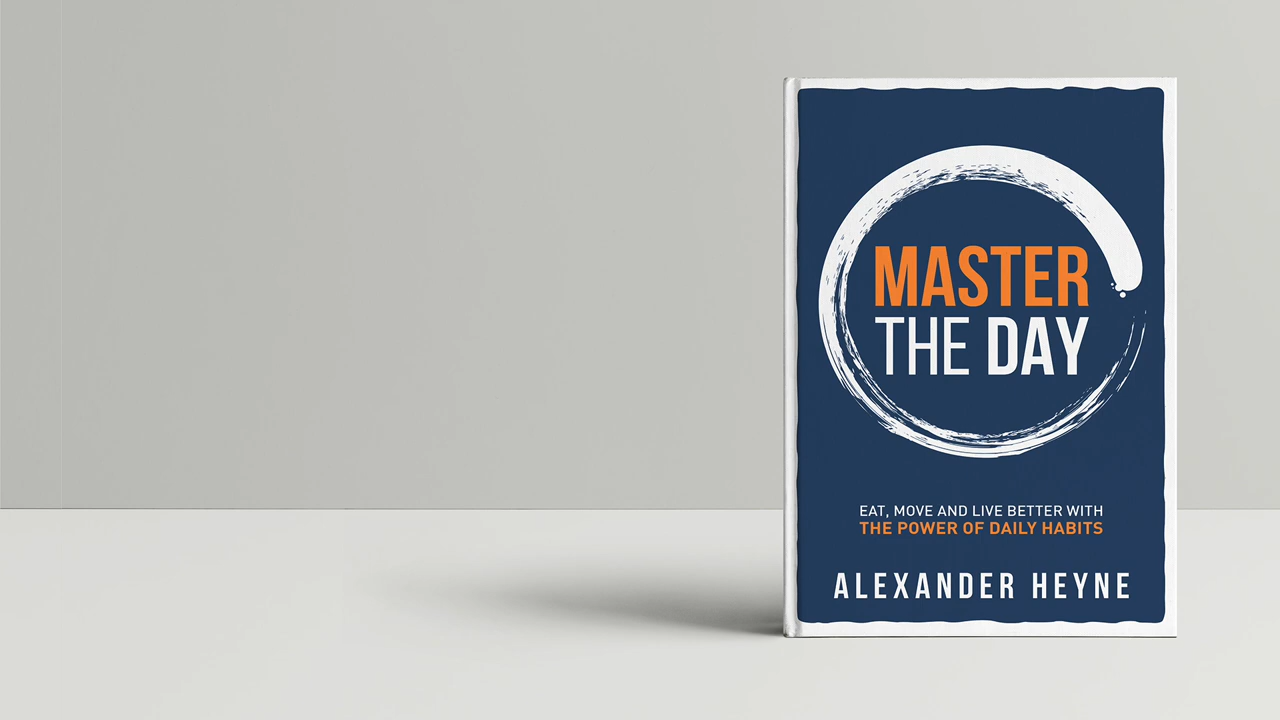 MASTER
THE DAY
EAT, MOVE AND LIVE BETTER WITH
THE POWER OF DAILY HABITS
ALEXANDER HEYNE